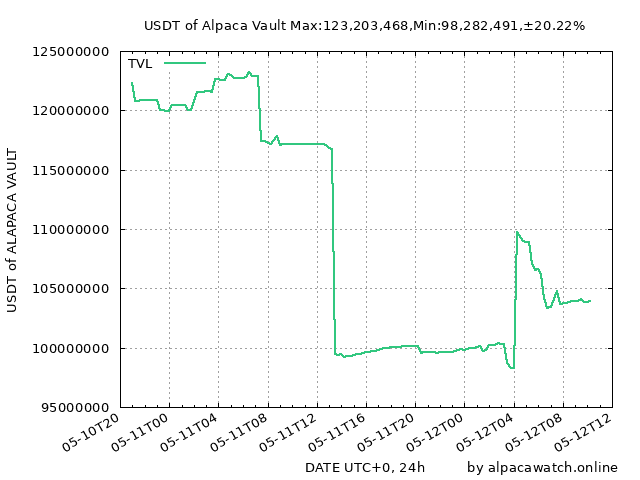 USDT of Alpaca Vault Max:123,203,468,Min:98,282,491,±20.22%
TVL
125000000
120000000
115000000
110000000
105000000
100000000
95000000
USDT of ALAPACA VAULT
05-10T20
05-11T00
05-11T04
05-11T08
05-11T12
05-11T16
05-11T20
05-12T00
05-12T04
05-12T08
05-12T12
DATE UTC+0, 24h
by alpacawatch.online